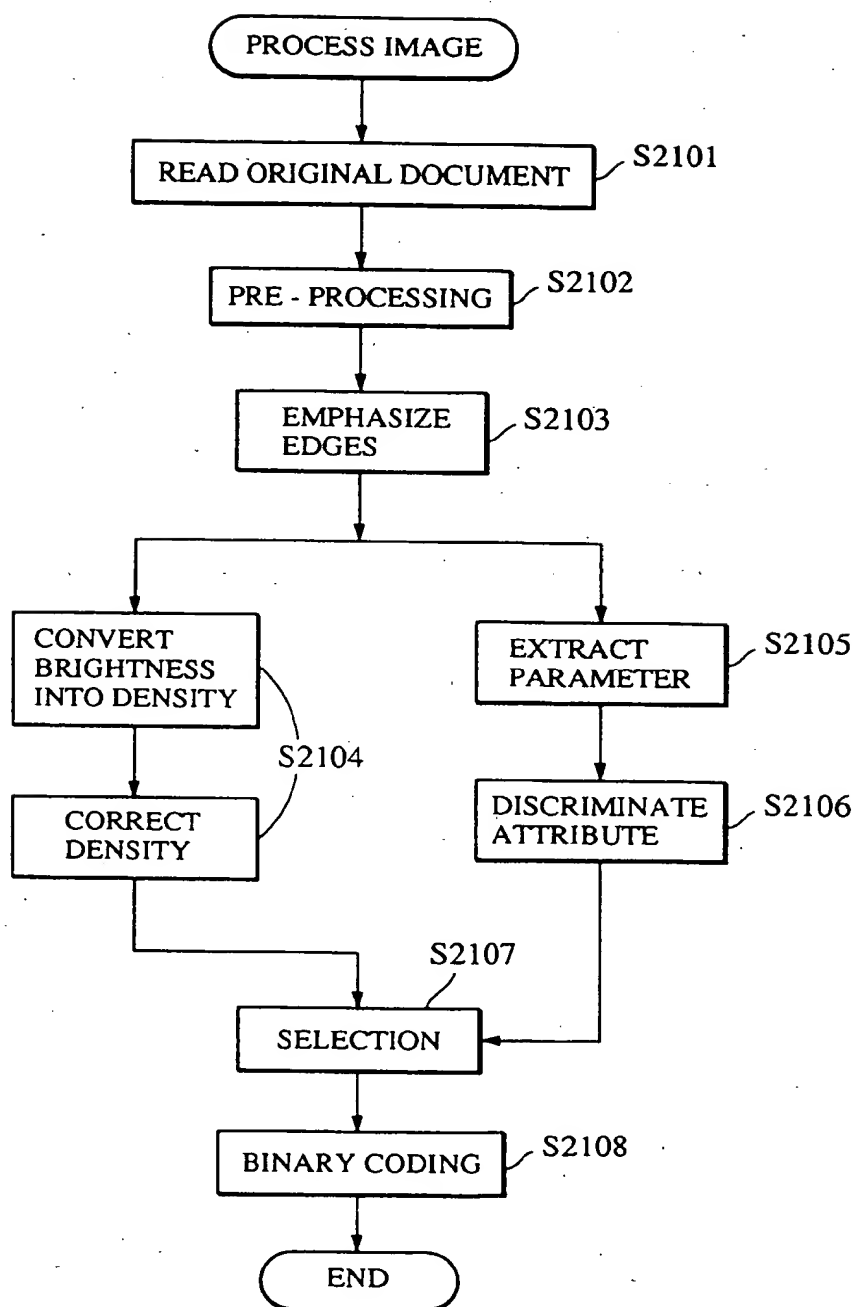 PROCESS IMAGE
READ ORIGINAL DOCUMENT
S2101
PRE - PROCESSING
S2102
EMPHASIZE
EDGES
S2103
CONVERT
BRIGHTNESS
INTO DENSITY
S2104
CORRECT
DENSITY
EXTRACT
PARAMETER
S2105
DISCRIMINATE
ATTRIBUTE
S2106
S2107
SELECTION
BINARY CODING
S2108
END